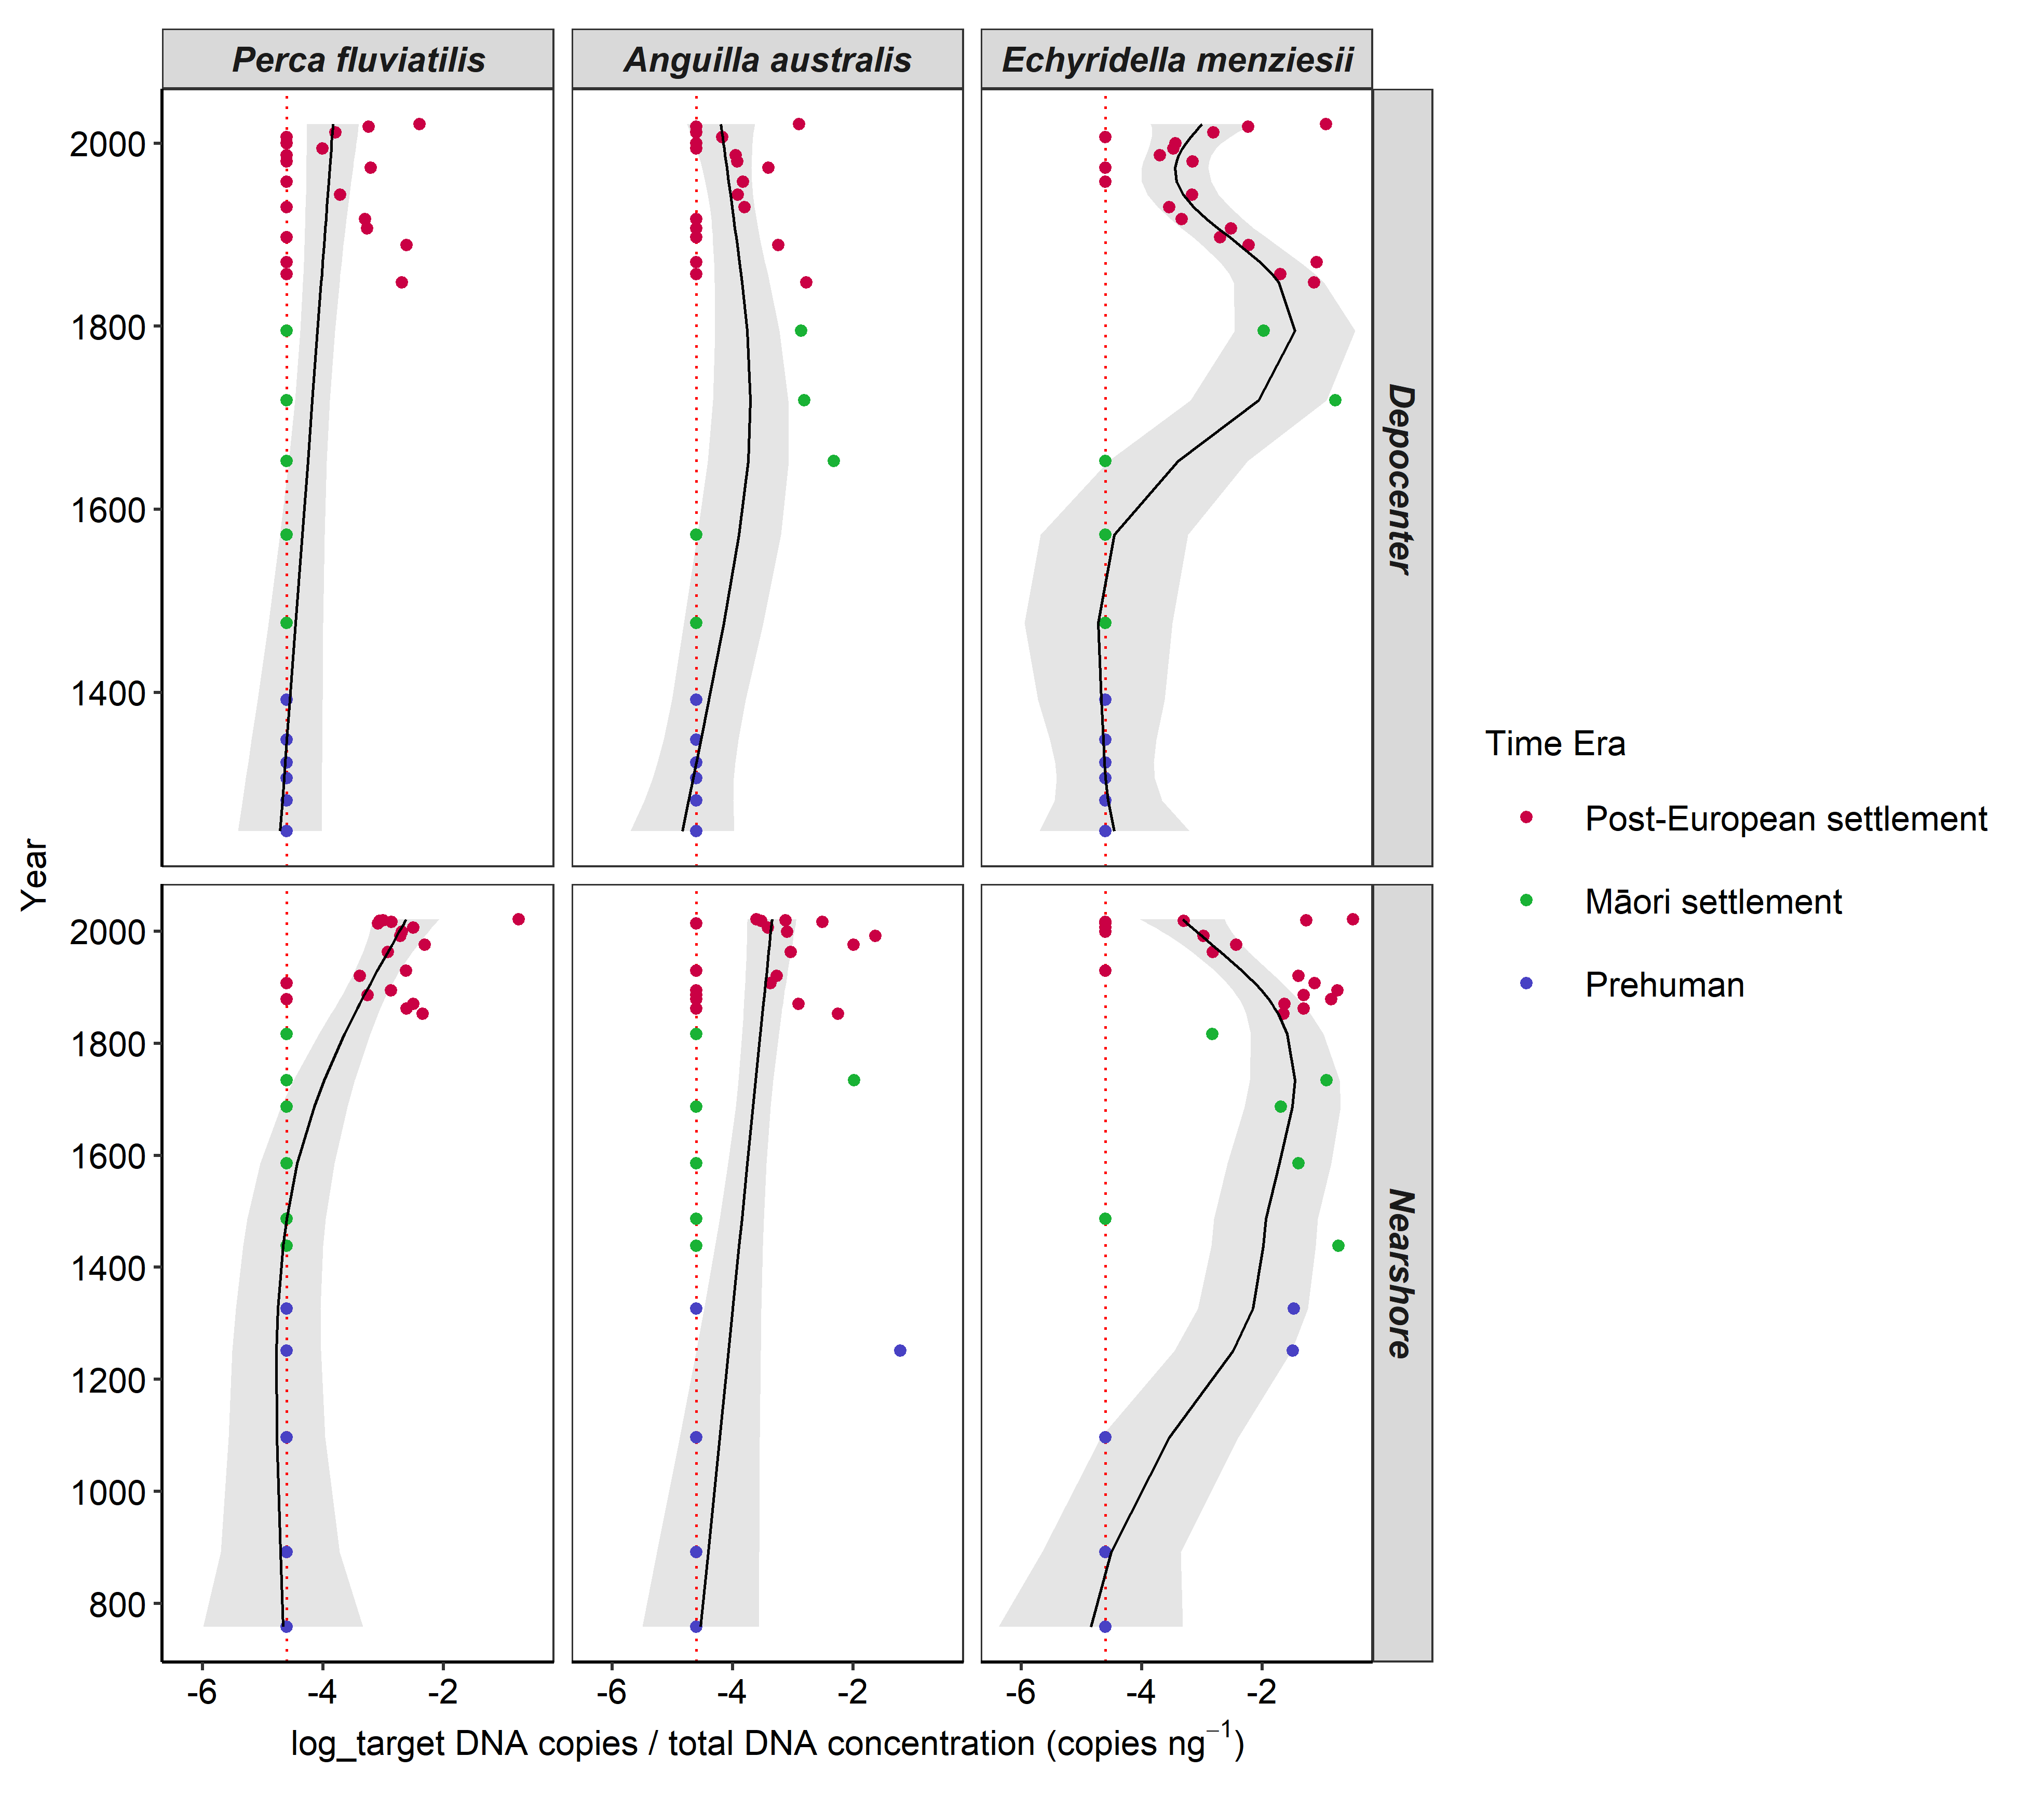 Perca fluviatilis
Anguilla australis
Echyridella menziesii
2000
1800
1600
1400
Depocenter
Year
2000
1800
1600
1400
1200
1000
800
Nearshore
-6 -4 -2
-6 -4 -2
-6 -4 -2
log_target DNA copies / total DNA concentration (copies ng⁻¹)
Time Era
Post-European settlement
Māori settlement
Prehuman